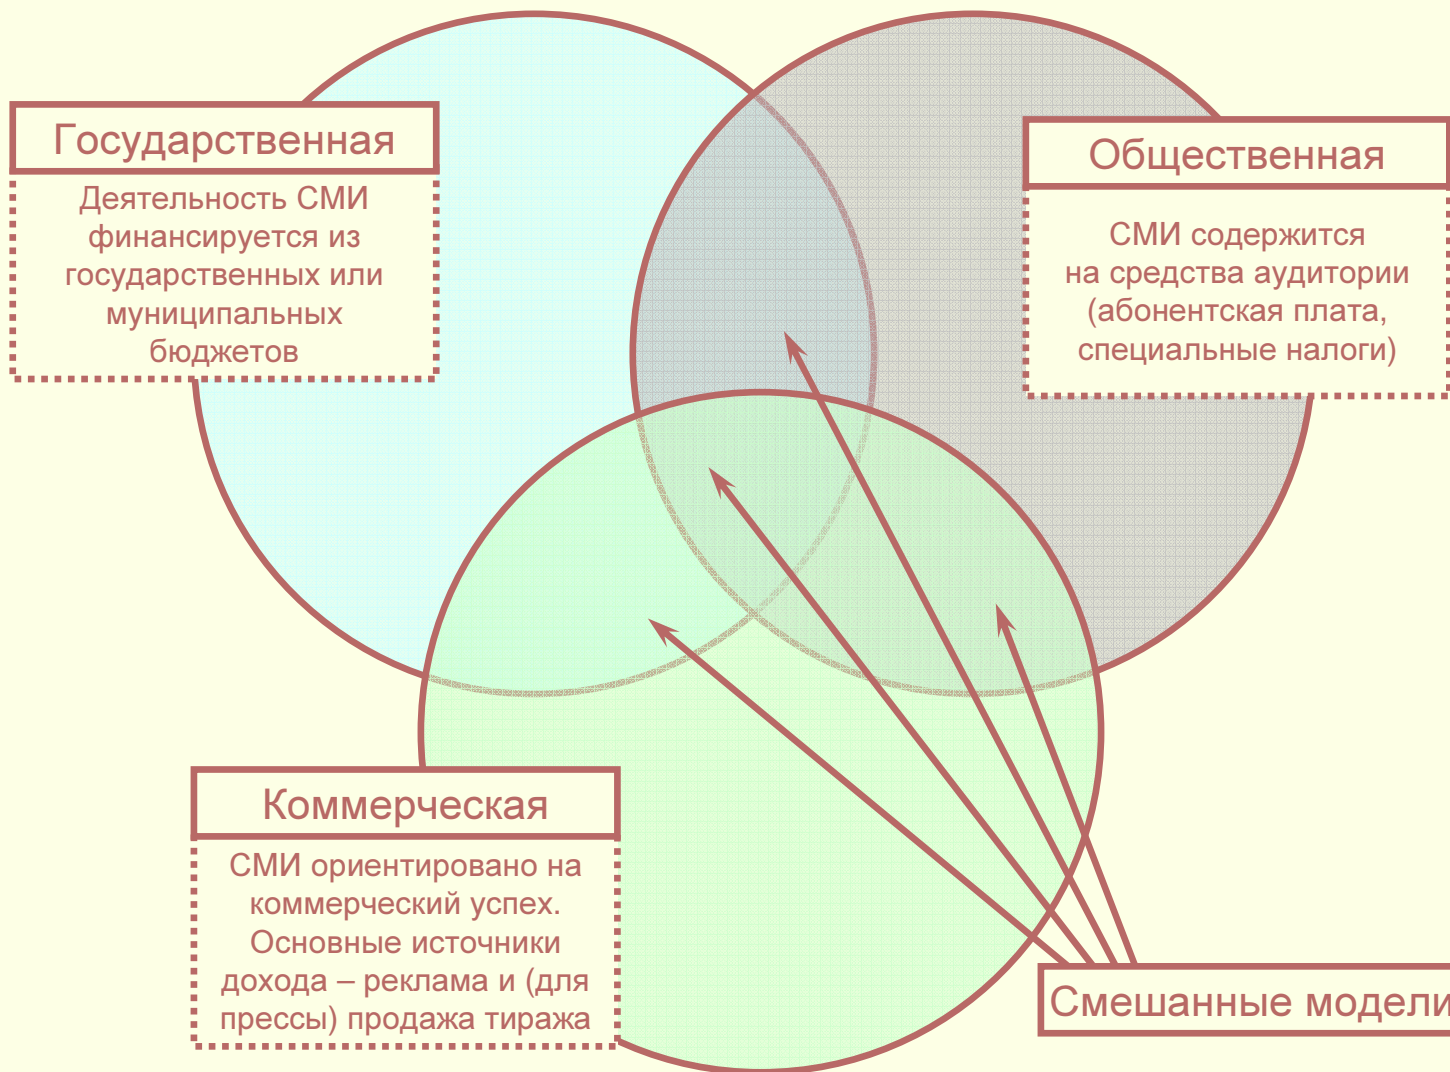 Государственная
Деятельность СМИ
финансируется из
государственных или
муниципальных
бюджетов
Общественная
СМИ содержится
на средства аудитории
(абонентская плата,
специальные налоги)
Коммерческая
СМИ ориентировано на
коммерческий успех.
Основные источники
дохода – реклама и (для
прессы) продажа тиража
Смешанные модели